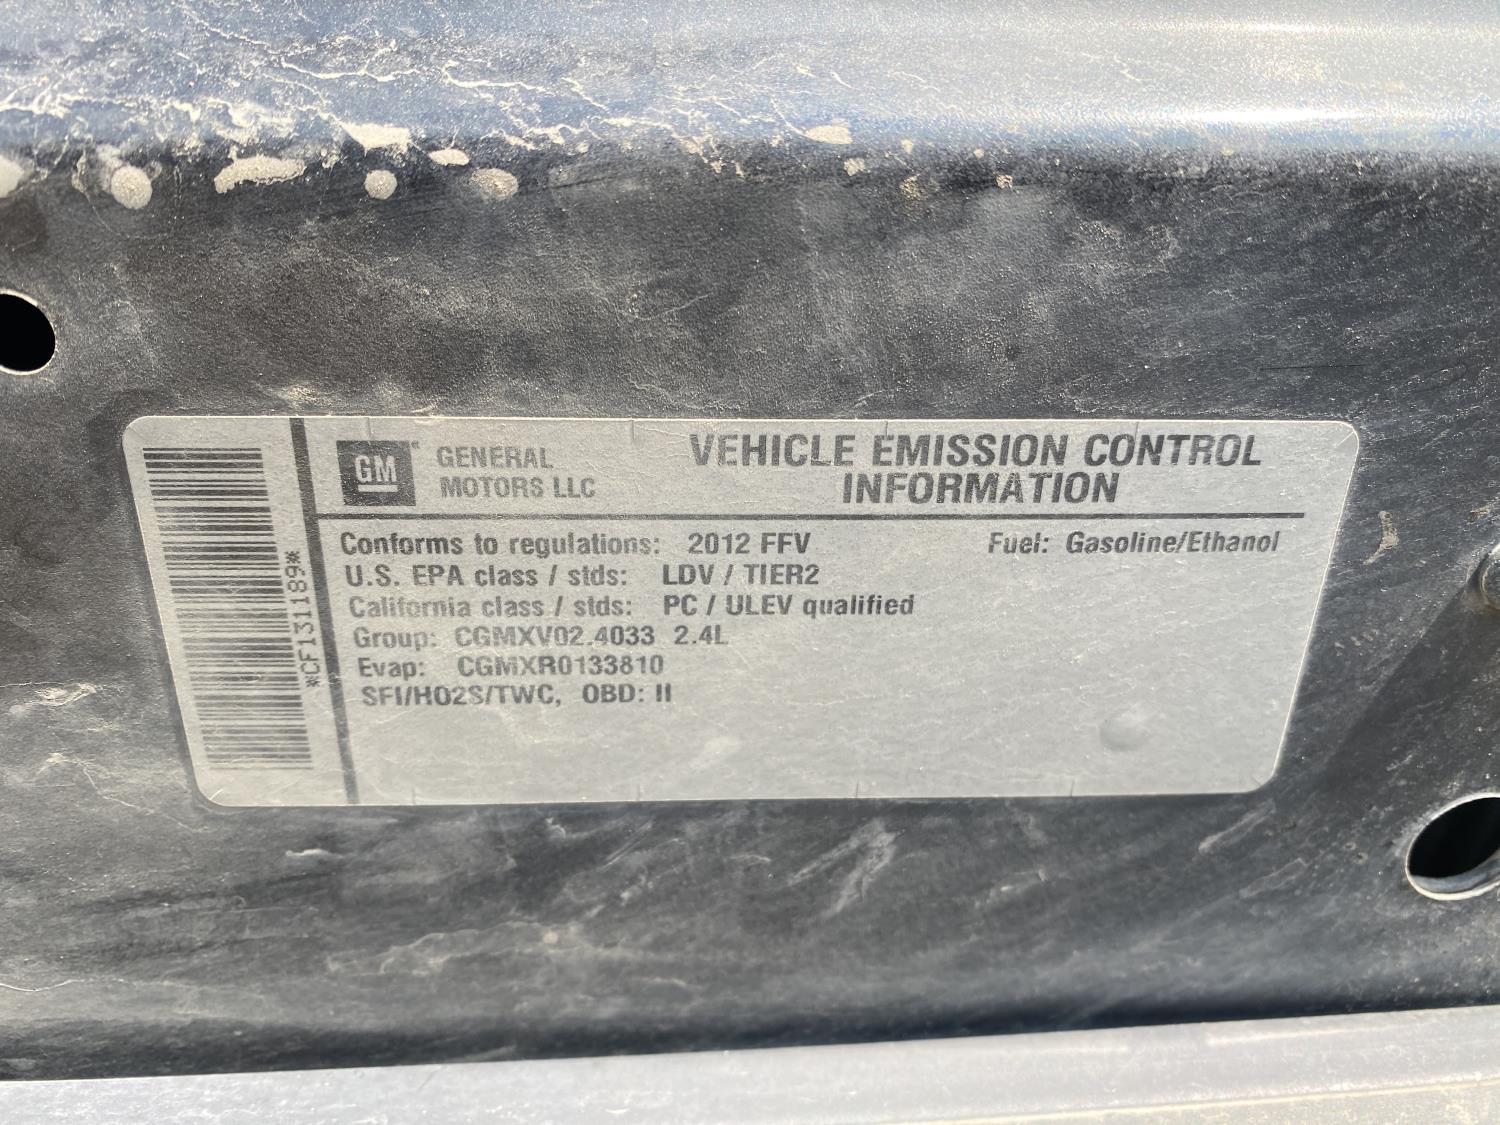 *CF131189*
GM
GENERAL
MOTORS LLC
VEHICLE EMISSION CONTROL
INFORMATION
Conforms to regulations: 2012 FFV Fuel: Gasoline/Ethanol
U.S. EPA class / stds: LDV / TIER2
California class / stds: PC / ULEV qualified
Group: CGMXV02.4033 2.4L
Evap: CGMXR0133810
SFI/HO2S/TWC, OBD: II